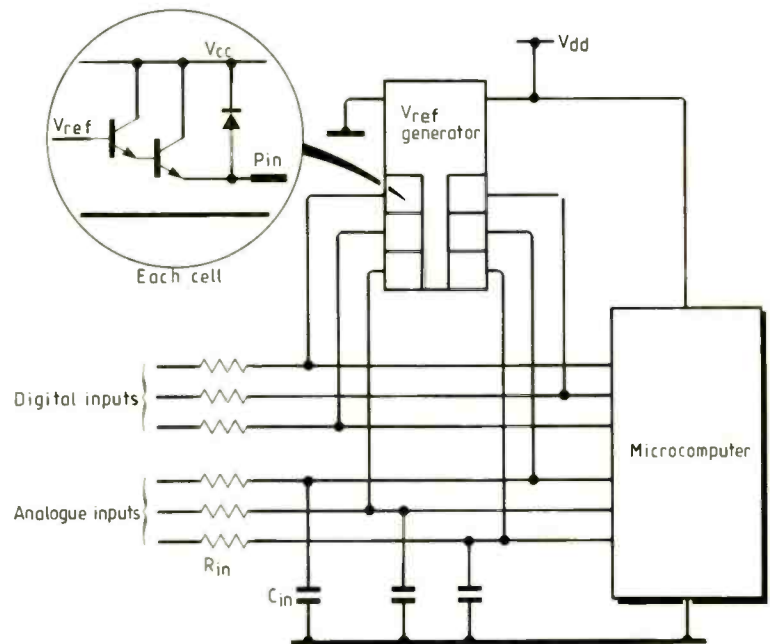 Vcc
Vref
Pin
Each cell
Vdd
Vref
generator
Digital inputs
Analogue inputs
Rin
Cin
Microcomputer